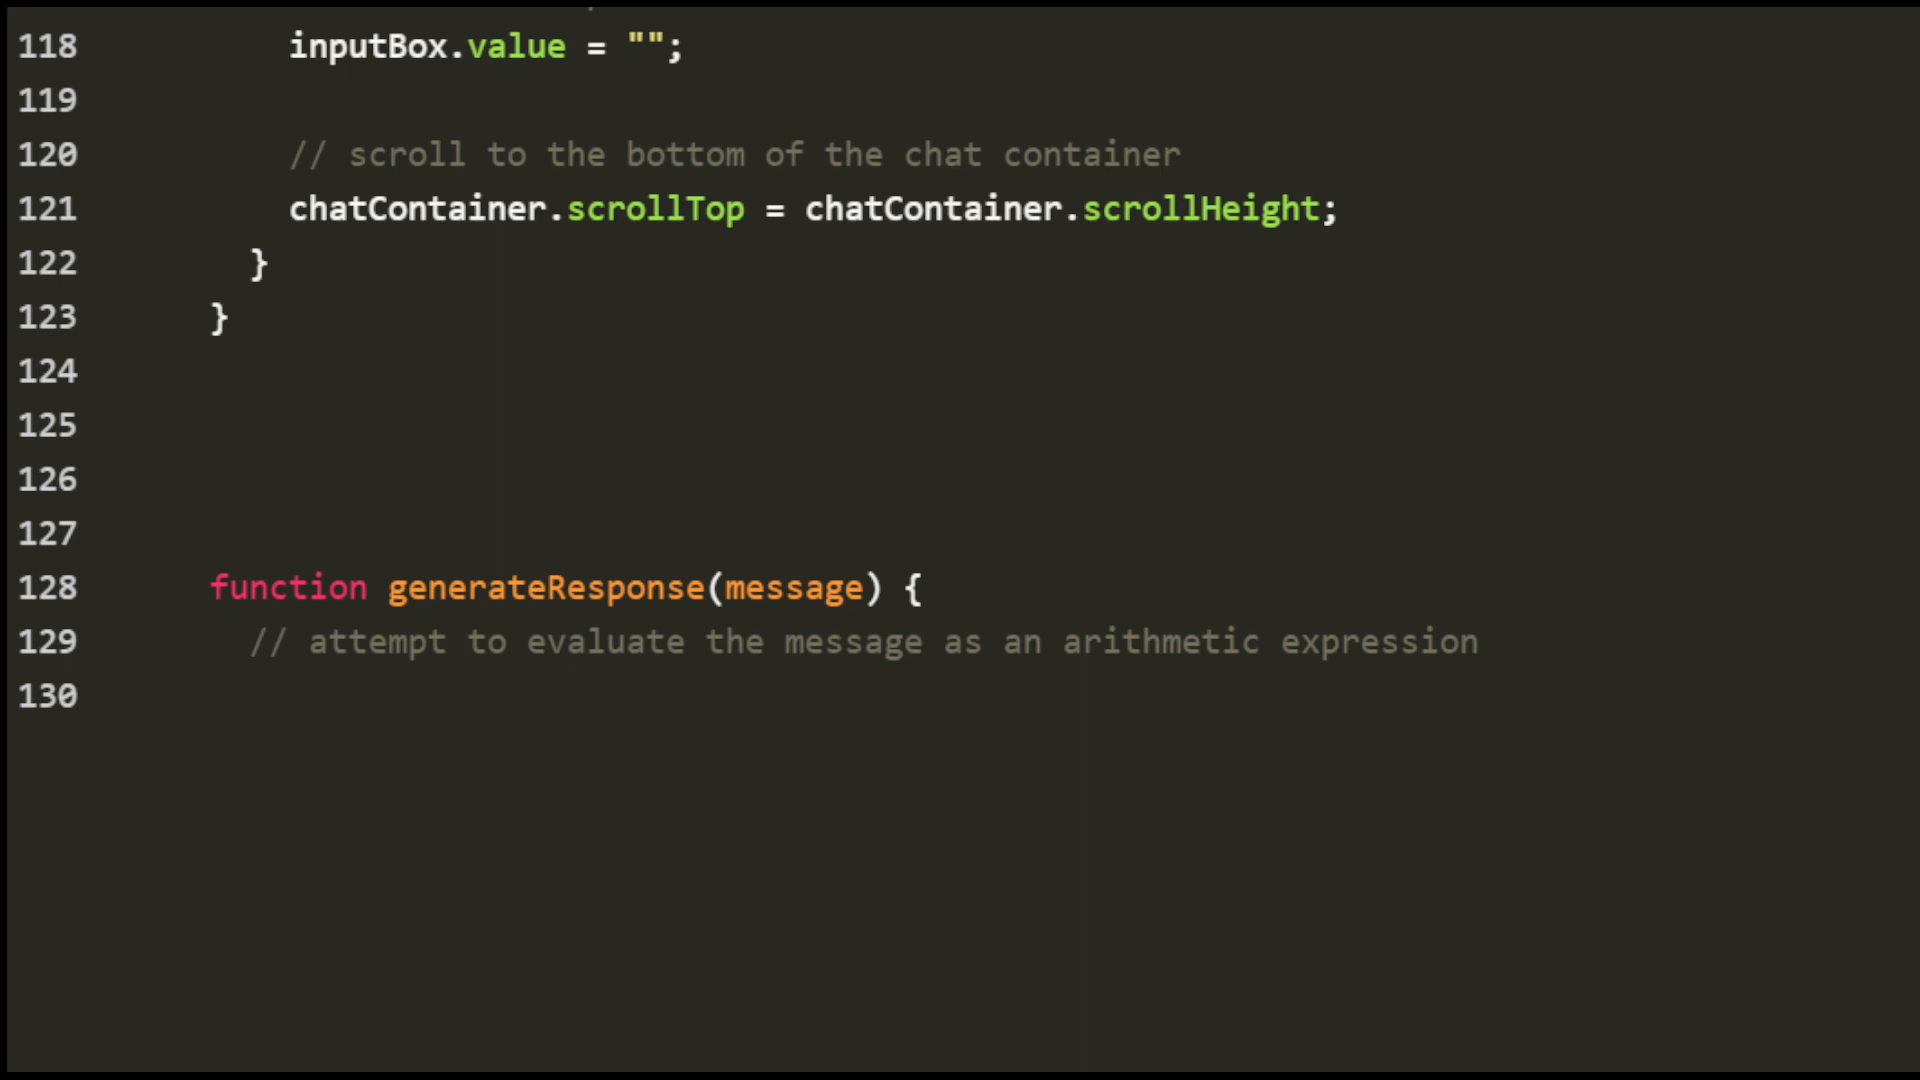 118 inputBox.value = "";
119
120 // scroll to the bottom of the chat container
121 chatContainer.scrollTop = chatContainer.scrollHeight;
122 }
123 }
124
125
126
127
128 function generateResponse(message) {
129 // attempt to evaluate the message as an arithmetic expression
130